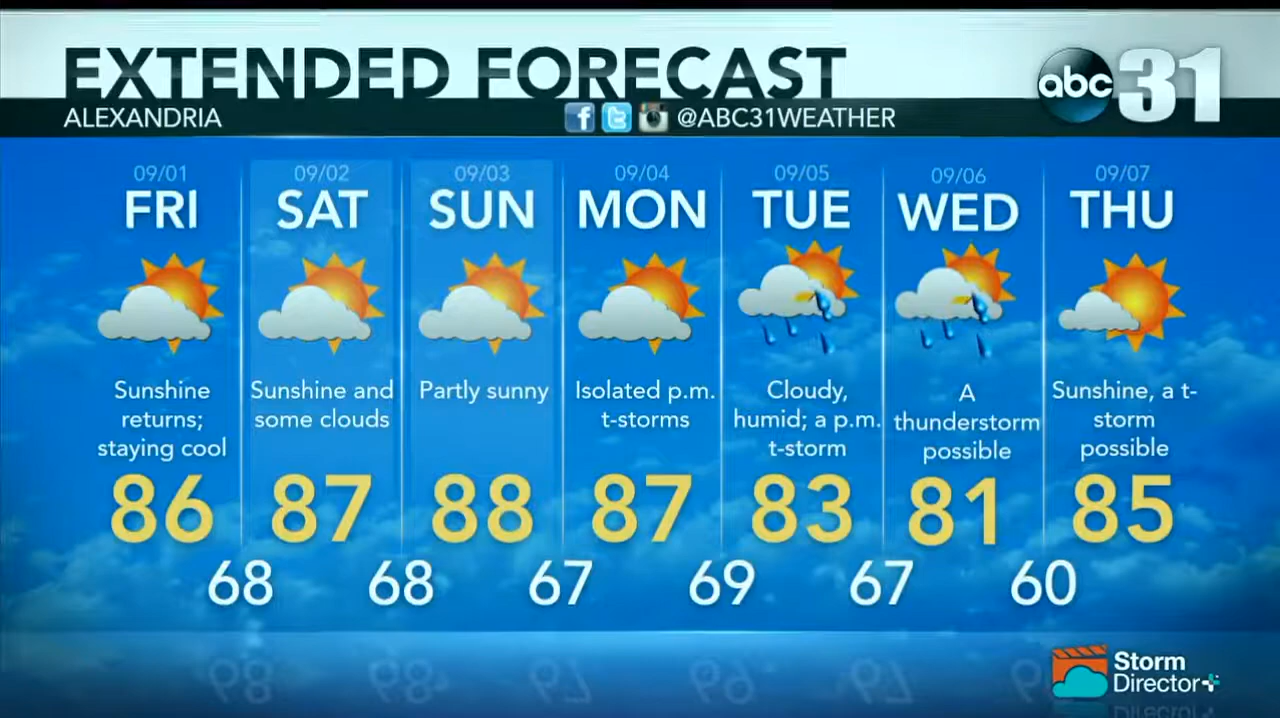 EXTENDED FORECAST
abc 31
ALEXANDRIA
@ABC31WEATHER
09/01
FRI
Sunshine
returns;
staying cool
86
09/02
SAT
Sunshine and
some clouds
87
09/03
SUN
Partly sunny
88
09/04
MON
Isolated p.m.
t-storms
87
09/05
TUE
Cloudy,
humid; a p.m.
t-storm
83
09/06
WED
A
thunderstorm
possible
81
09/07
THU
Sunshine, a t-
storm
possible
85
68 68 67 69 67 60
Storm
Director+